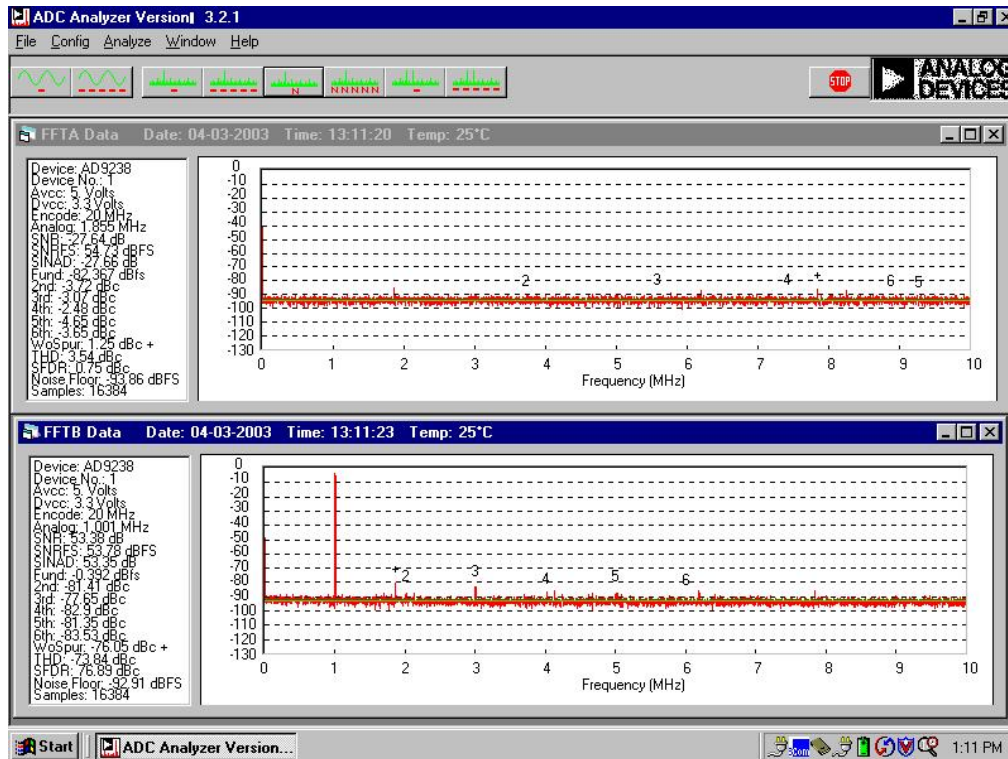 ADC Analyzer Version 3.2.1
File Config Analyze Window Help
N NNNNN STOP ANALOG DEVICES
FFTA Data Date: 04-03-2003 Time: 13:11:20 Temp: 25°C
Device: AD9238
Device No.: 1
Avcc: 5. Volts
Dvcc: 3.3 Volts
Encode: 20 MHz
Analog: 1.855 MHz
SNR: -27.64 dB
SNRFS: 54.73 dBFS
SINAD: -27.66 dB
Fund: -82.367 dBfs
2nd: -3.72 dBc
3rd: -3.07 dBc
4th: -2.48 dBc
5th: -4.65 dBc
6th: -3.65 dBc
WoSpur: 1.25 dBc +
THD: 3.54 dBc
SFDR: 0.75 dBc
Noise Floor: -93.86 dBFS
Samples: 16384
0
-10
-20
-30
-40
-50
-60
-70
-80
-90
-100
-110
-120
-130
2 3 4 + 6 5
0 1 2 3 4 5 6 7 8 9 10
Frequency (MHz)
FFTB Data Date: 04-03-2003 Time: 13:11:23 Temp: 25°C
Device: AD9238
Device No.: 1
Avcc: 5. Volts
Dvcc: 3.3 Volts
Encode: 20 MHz
Analog: 1.001 MHz
SNR: 53.38 dB
SNRFS: 53.78 dBFS
SINAD: 53.35 dB
Fund: -0.392 dBfs
2nd: -81.41 dBc
3rd: -77.65 dBc
4th: -82.9 dBc
5th: -81.35 dBc
6th: -83.53 dBc
WoSpur: -76.05 dBc +
THD: -73.84 dBc
SFDR: 76.89 dBc
Noise Floor: -92.91 dBFS
Samples: 16384
0
-10
-20
-30
-40
-50
-60
-70
-80
-90
-100
-110
-120
-130
+ 2 3 4 5 6
0 1 2 3 4 5 6 7 8 9 10
Frequency (MHz)
Start ADC Analyzer Version... .com 1:11 PM